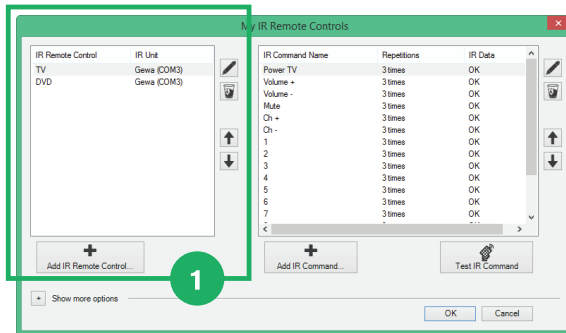 My IR Remote Controls
IR Remote Control IR Unit
TV Gewa (COM3)
DVD Gewa (COM3)
Add IR Remote Control...
1
IR Command Name Repetitions IR Data
Power TV 3 times OK
Volume + 3 times OK
Volume - 3 times OK
Mute 3 times OK
Ch + 3 times OK
Ch - 3 times OK
1 3 times OK
2 3 times OK
3 3 times OK
4 3 times OK
5 3 times OK
6 3 times OK
7 3 times OK
Add IR Command...
Test IR Command
Show more options
OK Cancel